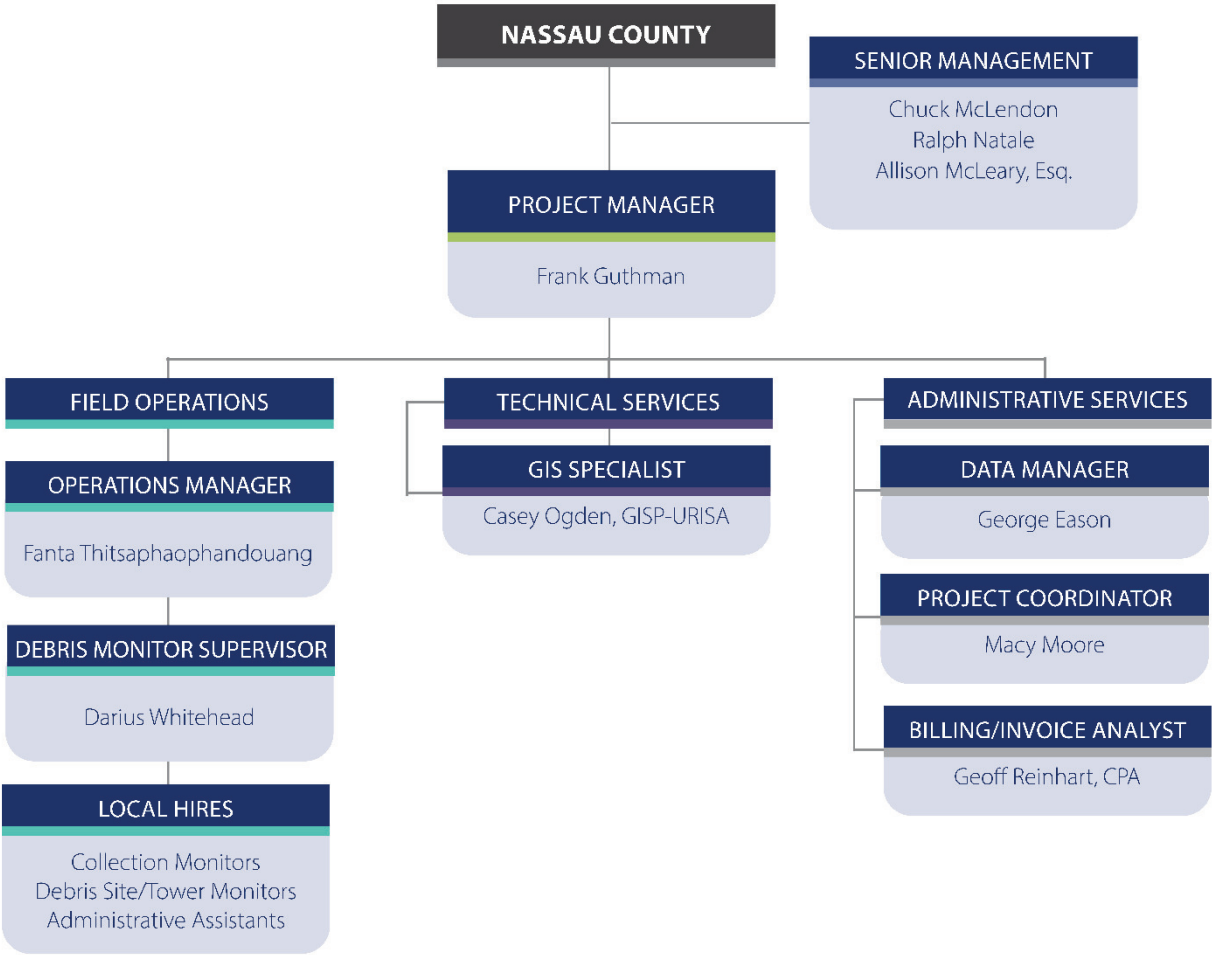 NASSAU COUNTY
SENIOR MANAGEMENT
Chuck McLendon
Ralph Natale
Allison McLeary, Esq.
PROJECT MANAGER
Frank Guthman
FIELD OPERATIONS
OPERATIONS MANAGER
Fanta Thitsaphaophandouang
DEBRIS MONITOR SUPERVISOR
Darius Whitehead
LOCAL HIRES
Collection Monitors
Debris Site/Tower Monitors
Administrative Assistants
TECHNICAL SERVICES
GIS SPECIALIST
Casey Ogden, GISP-URISA
ADMINISTRATIVE SERVICES
DATA MANAGER
George Eason
PROJECT COORDINATOR
Macy Moore
BILLING/INVOICE ANALYST
Geoff Reinhart, CPA